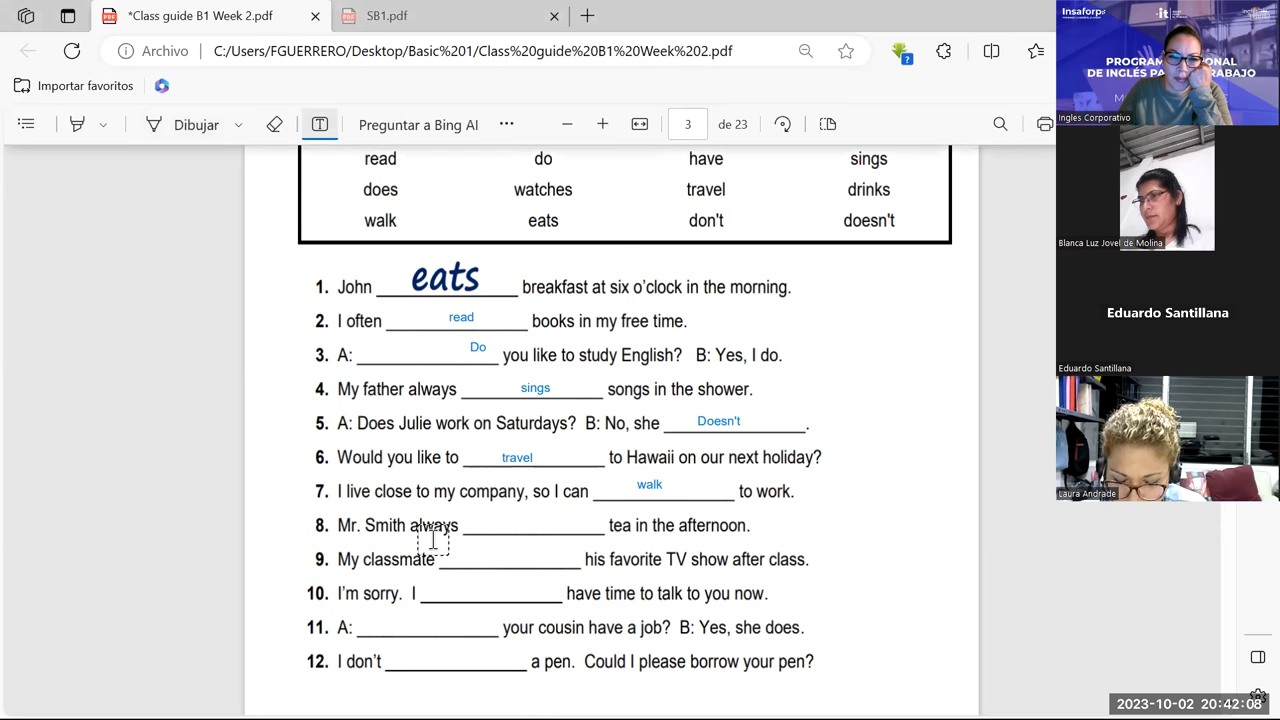 *Class guide B1 Week 2.pdf
SB1.pdf
Archivo
C:/Users/FGUERRERO/Desktop/Basic%201/Class%20guide%20B1%20Week%202.pdf
Importar favoritos
Dibujar
Preguntar a Bing AI
3 de 23
read do have sings
does watches travel drinks
walk eats don't doesn't
1. John eats breakfast at six o'clock in the morning.
2. I often read books in my free time.
3. A: Do you like to study English? B: Yes, I do.
4. My father always sings songs in the shower.
5. A: Does Julie work on Saturdays? B: No, she Doesn't.
6. Would you like to travel to Hawaii on our next holiday?
7. I live close to my company, so I can walk to work.
8. Mr. Smith always ________ tea in the afternoon.
9. My classmate ________ his favorite TV show after class.
10. I'm sorry. I ________ have time to talk to you now.
11. A: ________ your cousin have a job? B: Yes, she does.
12. I don't ________ a pen. Could I please borrow your pen?
Insaforp
Ingles Corporativo
Blanca Luz Jovel de Molina
Eduardo Santillana
Eduardo Santillana
Laura Andrade
2023-10-02 20:42:08